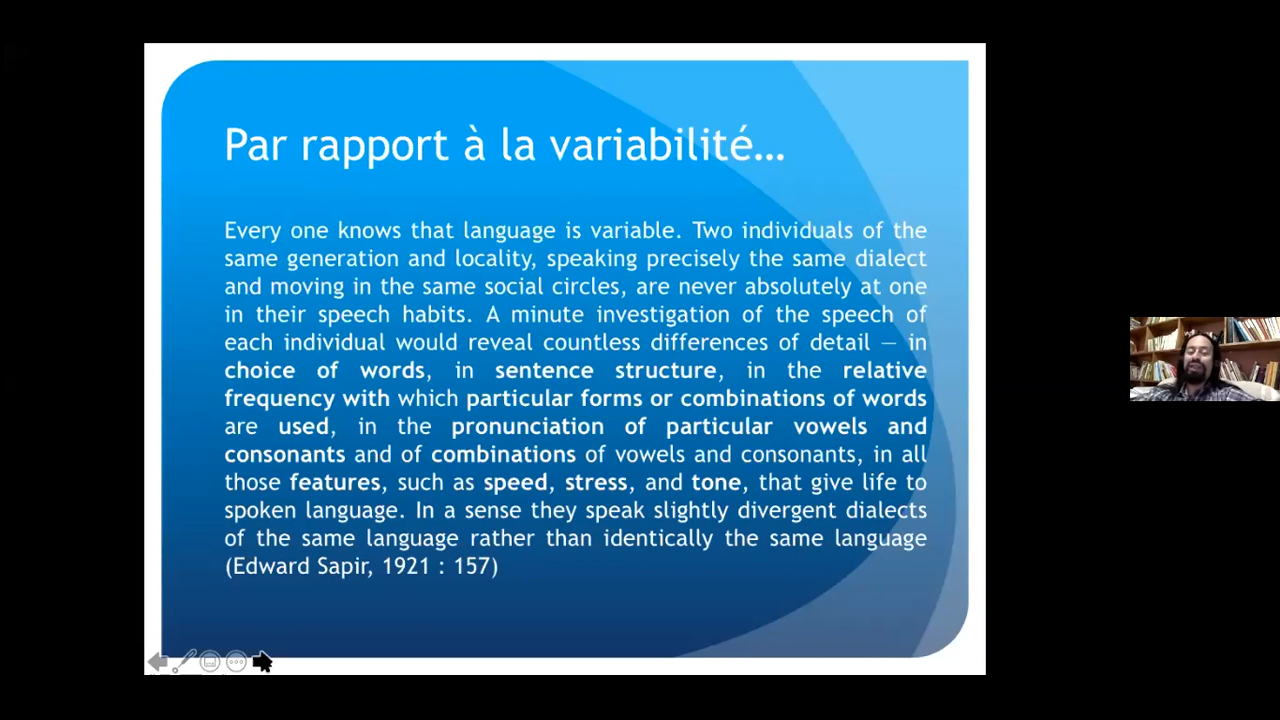 Par rapport à la variabilité…
Every one knows that language is variable. Two individuals of the
same generation and locality, speaking precisely the same dialect
and moving in the same social circles, are never absolutely at one
in their speech habits. A minute investigation of the speech of
each individual would reveal countless differences of detail — in
choice of words, in sentence structure, in the relative
frequency with which particular forms or combinations of words
are used, in the pronunciation of particular vowels and
consonants and of combinations of vowels and consonants, in all
those features, such as speed, stress, and tone, that give life to
spoken language. In a sense they speak slightly divergent dialects
of the same language rather than identically the same language
(Edward Sapir, 1921 : 157)